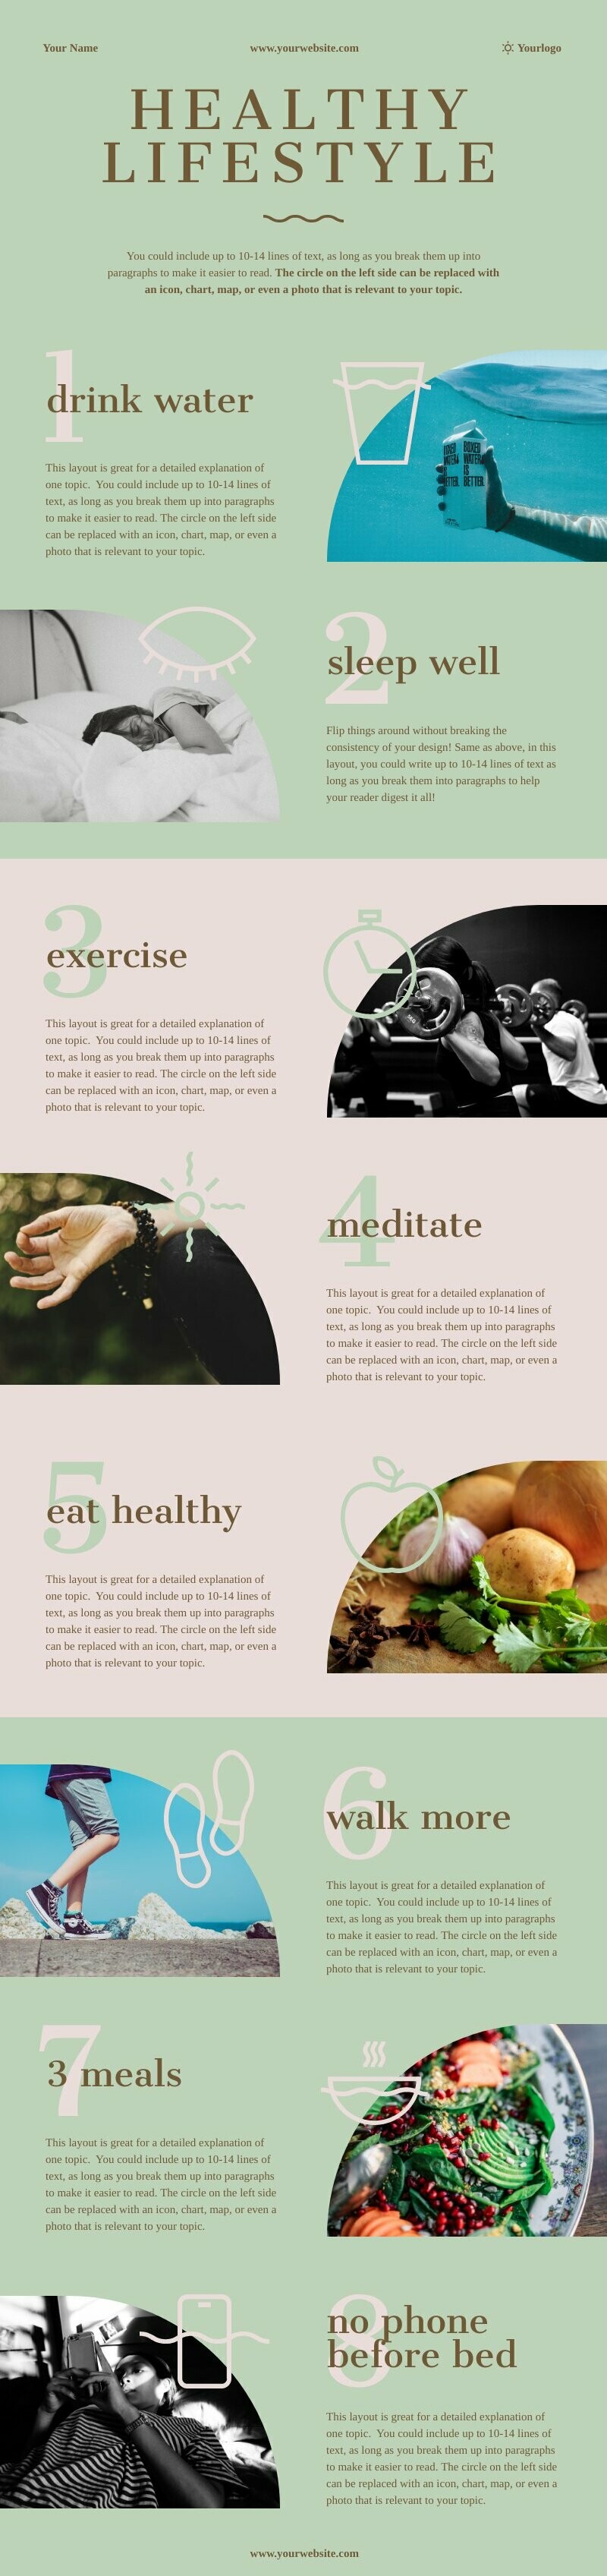 Your Name
www.yourwebsite.com
Yourlogo
HEALTHY
LIFESTYLE
You could include up to 10-14 lines of text, as long as you break them up into
paragraphs to make it easier to read. The circle on the left side can be replaced with
an icon, chart, map, or even a photo that is relevant to your topic.
1
drink water
This layout is great for a detailed explanation of
one topic. You could include up to 10-14 lines of
text, as long as you break them up into paragraphs
to make it easier to read. The circle on the left side
can be replaced with an icon, chart, map, or even a
photo that is relevant to your topic.
BOXED
WATER
IS
BETTER.
2
sleep well
Flip things around without breaking the
consistency of your design! Same as above, in this
layout, you could write up to 10-14 lines of text as
long as you break them into paragraphs to help
your reader digest it all!
3
exercise
This layout is great for a detailed explanation of
one topic. You could include up to 10-14 lines of
text, as long as you break them up into paragraphs
to make it easier to read. The circle on the left side
can be replaced with an icon, chart, map, or even a
photo that is relevant to your topic.
4
meditate
This layout is great for a detailed explanation of
one topic. You could include up to 10-14 lines of
text, as long as you break them up into paragraphs
to make it easier to read. The circle on the left side
can be replaced with an icon, chart, map, or even a
photo that is relevant to your topic.
5
eat healthy
This layout is great for a detailed explanation of
one topic. You could include up to 10-14 lines of
text, as long as you break them up into paragraphs
to make it easier to read. The circle on the left side
can be replaced with an icon, chart, map, or even a
photo that is relevant to your topic.
6
walk more
This layout is great for a detailed explanation of
one topic. You could include up to 10-14 lines of
text, as long as you break them up into paragraphs
to make it easier to read. The circle on the left side
can be replaced with an icon, chart, map, or even a
photo that is relevant to your topic.
7
3 meals
This layout is great for a detailed explanation of
one topic. You could include up to 10-14 lines of
text, as long as you break them up into paragraphs
to make it easier to read. The circle on the left side
can be replaced with an icon, chart, map, or even a
photo that is relevant to your topic.
8
no phone
before bed
This layout is great for a detailed explanation of
one topic. You could include up to 10-14 lines of
text, as long as you break them up into paragraphs
to make it easier to read. The circle on the left side
can be replaced with an icon, chart, map, or even a
photo that is relevant to your topic.
www.yourwebsite.com